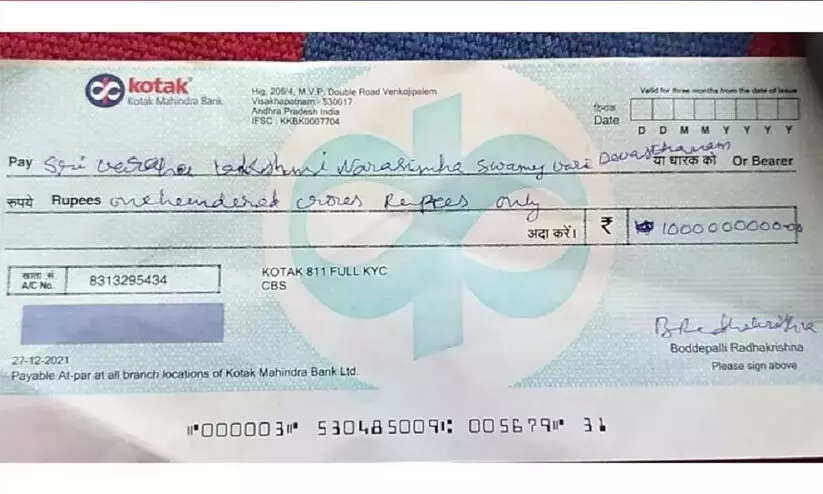 kotak®
Kotak Mahindra Bank
Hig. 206/4, M.V.P, Double Road Venkojipalem
Visakhapatnam - 530017
Andhra Pradesh India
IFSC : KKBK0007704
Valid for three months from the date of issue
दिनांक
Date
D D M M Y Y Y Y
Pay Sri Varaha Lakshmi Narasimha Swamy Vari Devasthanam या धारक को Or Bearer
रुपये Rupees one hundered crores Rupees only
अदा करें। ₹ 1000000000
खाता सं
A/C No. 8313295434
KOTAK 811 FULL KYC
CBS
27-12-2021
Payable At-par at all branch locations of Kotak Mahindra Bank Ltd.
Boddepalli Radhakrishna
Please sign above
⑈000003⑈ 530485009⑆ 005679⑈ 31